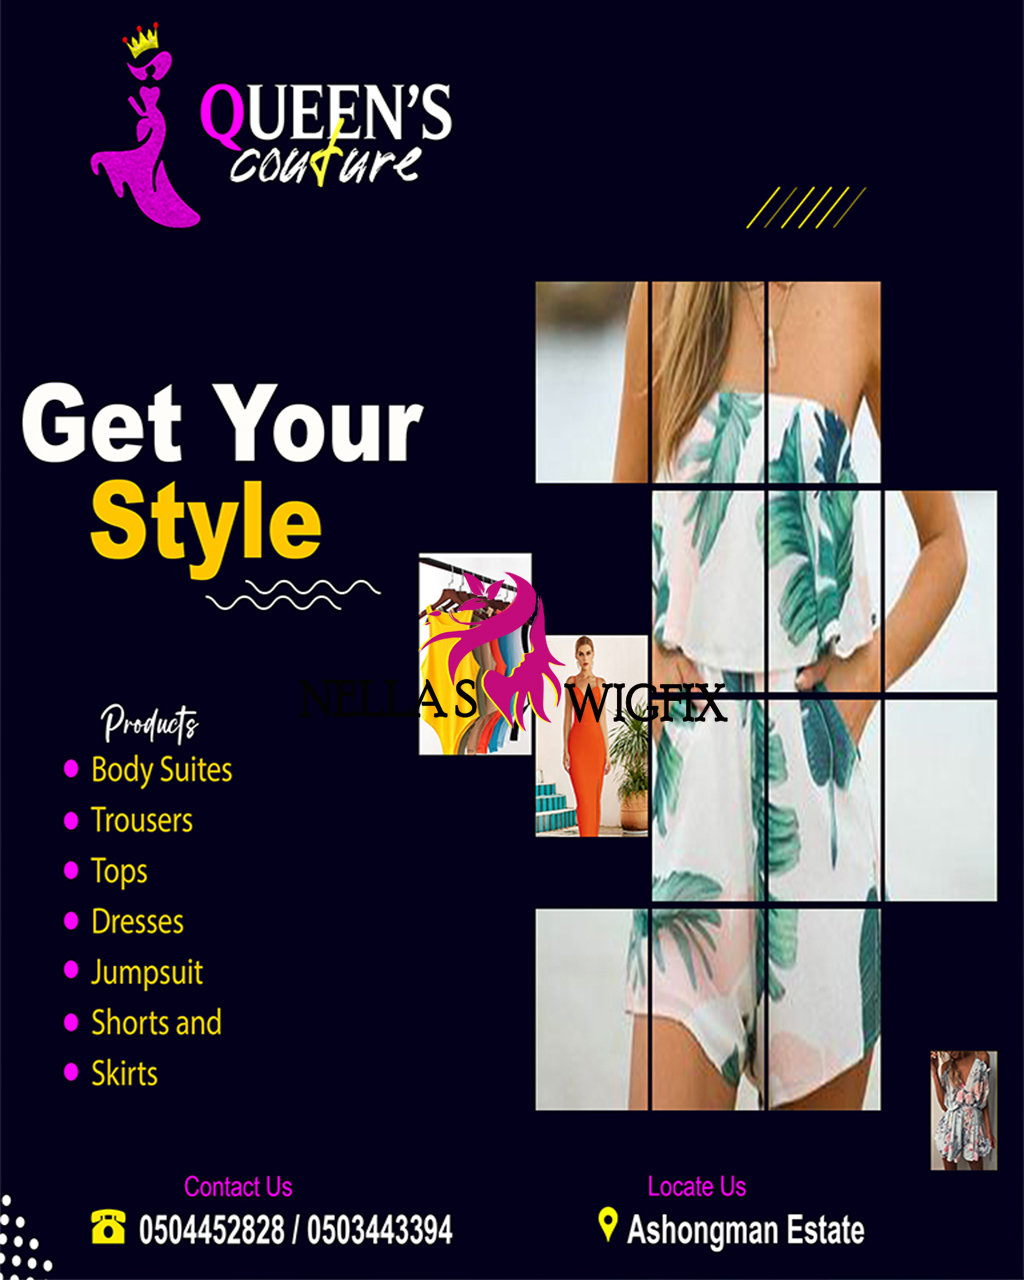 QUEEN'S
couture
Get Your
Style
NELLAS WIGFIX
Products
Body Suites
Trousers
Tops
Dresses
Jumpsuit
Shorts and
Skirts
Contact Us
0504452828 / 0503443394
Locate Us
Ashongman Estate